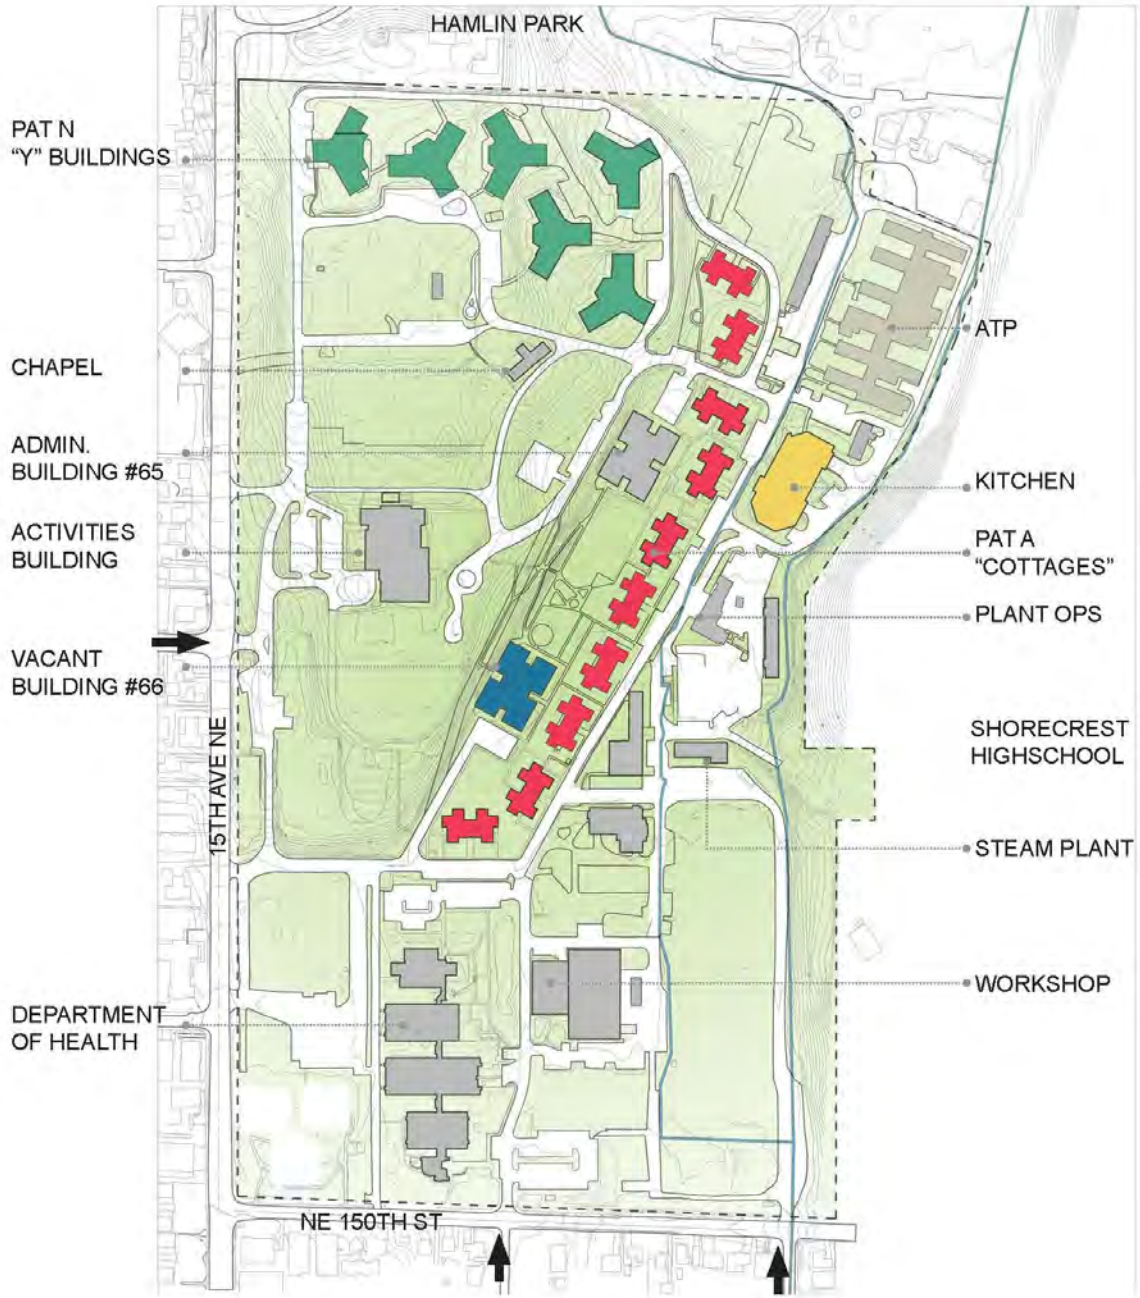 HAMLIN PARK
PAT N
“Y” BUILDINGS
CHAPEL
ADMIN.
BUILDING #65
ACTIVITIES
BUILDING
VACANT
BUILDING #66
15TH AVE NE
DEPARTMENT
OF HEALTH
NE 150TH ST
ATP
KITCHEN
PAT A
“COTTAGES”
PLANT OPS
SHORECREST
HIGHSCHOOL
STEAM PLANT
WORKSHOP